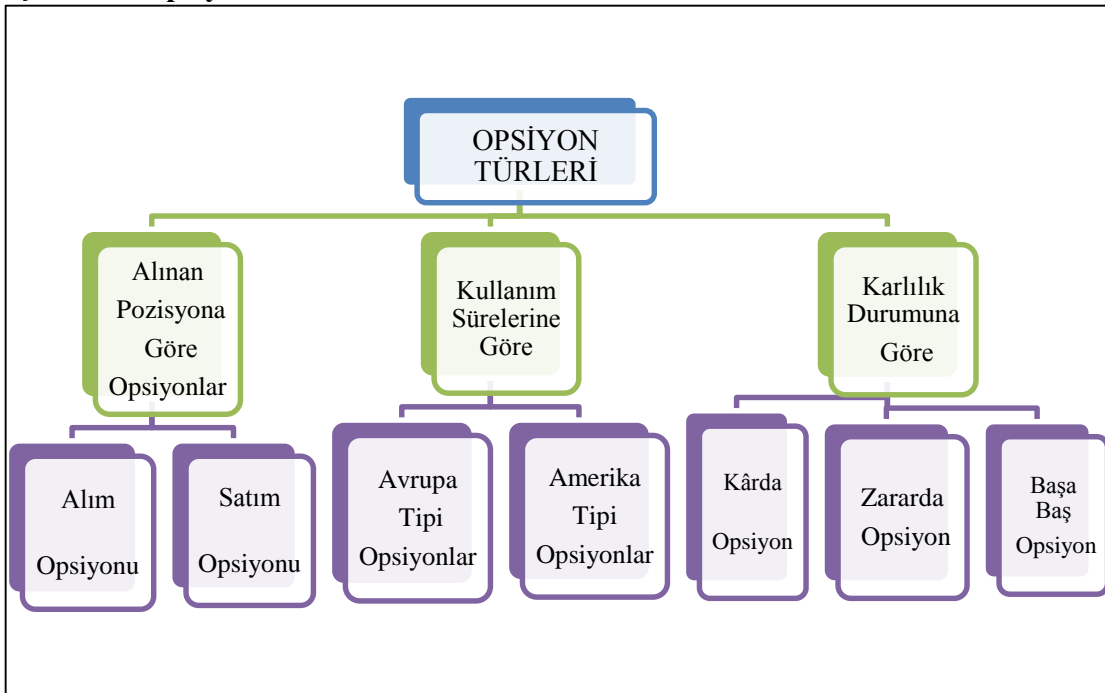 OPSİYON
TÜRLERİ
Alınan
Pozisyona
Göre
Opsiyonlar
Kullanım
Sürelerine
Göre
Karlılık
Durumuna
Göre
Alım
Opsiyonu
Satım
Opsiyonu
Avrupa
Tipi
Opsiyonlar
Amerika
Tipi
Opsiyonlar
Kârda
Opsiyon
Zararda
Opsiyon
Başa
Baş
Opsiyon